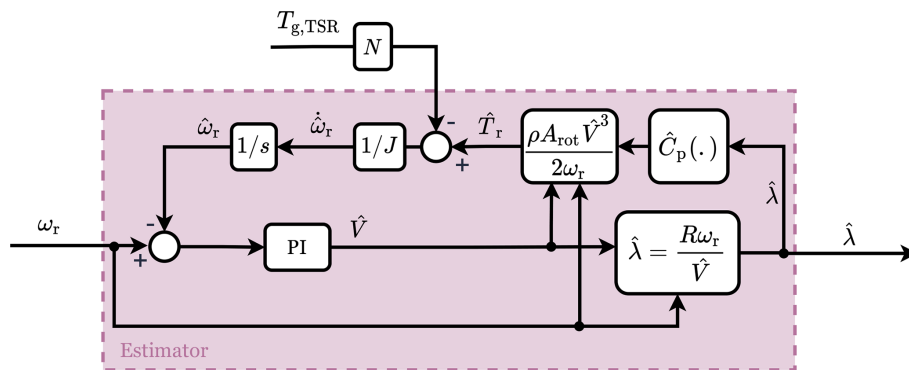 T_g,TSR
N
ω̂_r
ω̂̇_r
T̂_r
-
1/s
1/J
+
ρA_rot V̂³
2ω_r
Ĉ_p(.)
λ̂
-
ω_r
V̂
+
PI
λ̂ = Rω_r
V̂
λ̂
Estimator